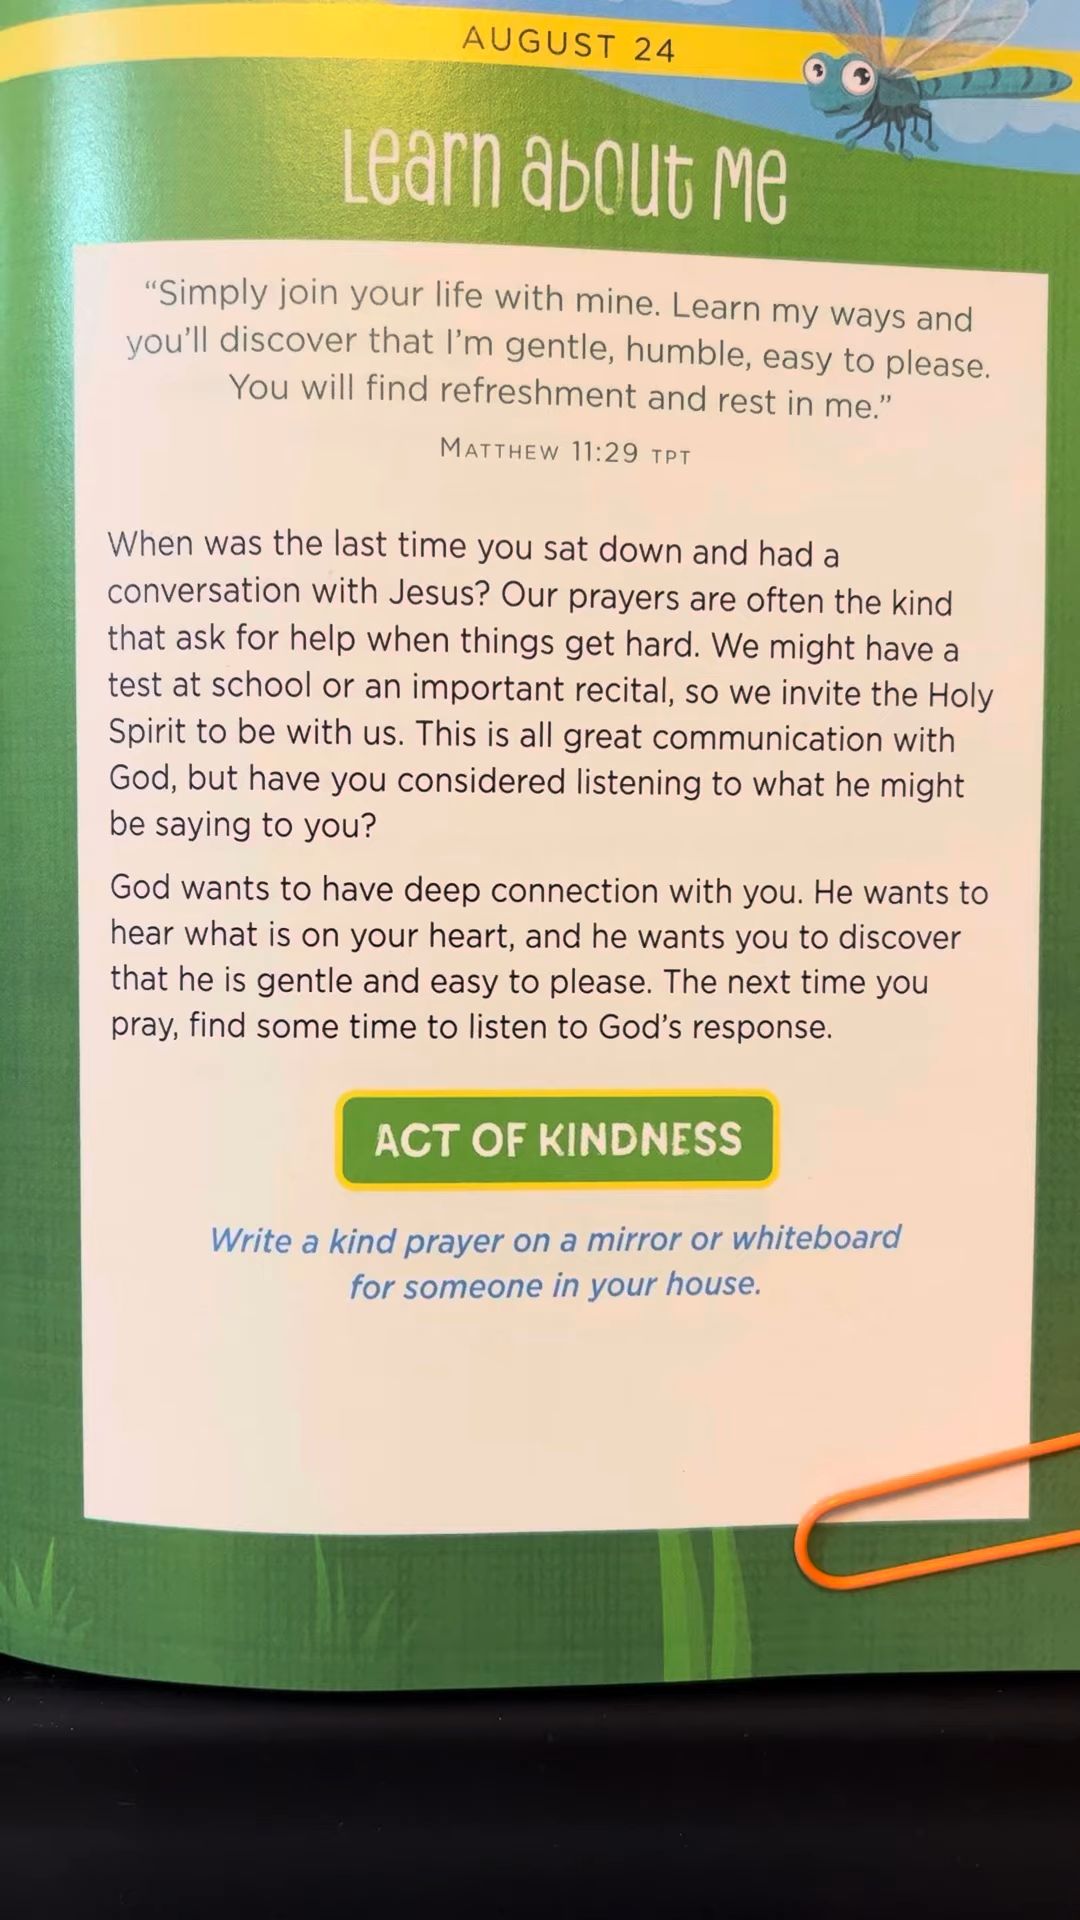 AUGUST 24
Learn about Me
“Simply join your life with mine. Learn my ways and
you’ll discover that I’m gentle, humble, easy to please.
You will find refreshment and rest in me.”
MATTHEW 11:29 TPT
When was the last time you sat down and had a
conversation with Jesus? Our prayers are often the kind
that ask for help when things get hard. We might have a
test at school or an important recital, so we invite the Holy
Spirit to be with us. This is all great communication with
God, but have you considered listening to what he might
be saying to you?
God wants to have deep connection with you. He wants to
hear what is on your heart, and he wants you to discover
that he is gentle and easy to please. The next time you
pray, find some time to listen to God’s response.
ACT OF KINDNESS
Write a kind prayer on a mirror or whiteboard
for someone in your house.